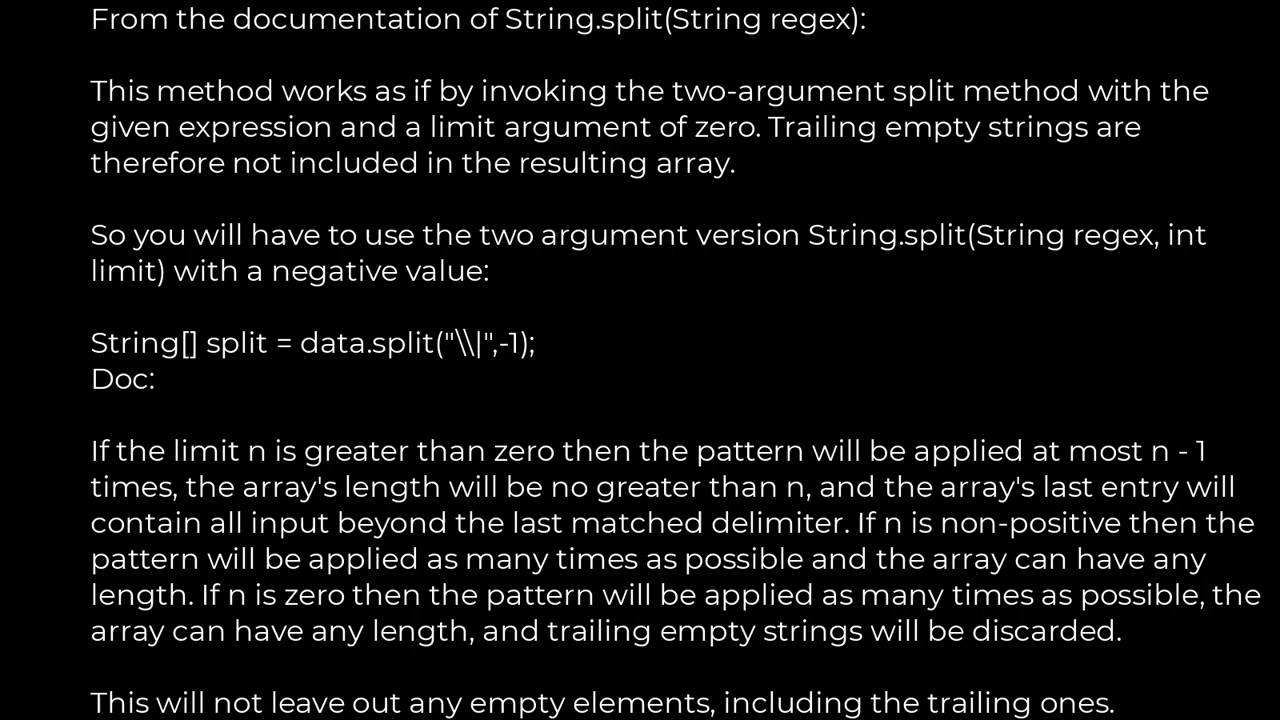 From the documentation of String.split(String regex):
This method works as if by invoking the two-argument split method with the
given expression and a limit argument of zero. Trailing empty strings are
therefore not included in the resulting array.
So you will have to use the two argument version String.split(String regex, int
limit) with a negative value:
String[] split = data.split("\\|",-1);
Doc:
If the limit n is greater than zero then the pattern will be applied at most n - 1
times, the array's length will be no greater than n, and the array's last entry will
contain all input beyond the last matched delimiter. If n is non-positive then the
pattern will be applied as many times as possible and the array can have any
length. If n is zero then the pattern will be applied as many times as possible, the
array can have any length, and trailing empty strings will be discarded.
This will not leave out any empty elements, including the trailing ones.